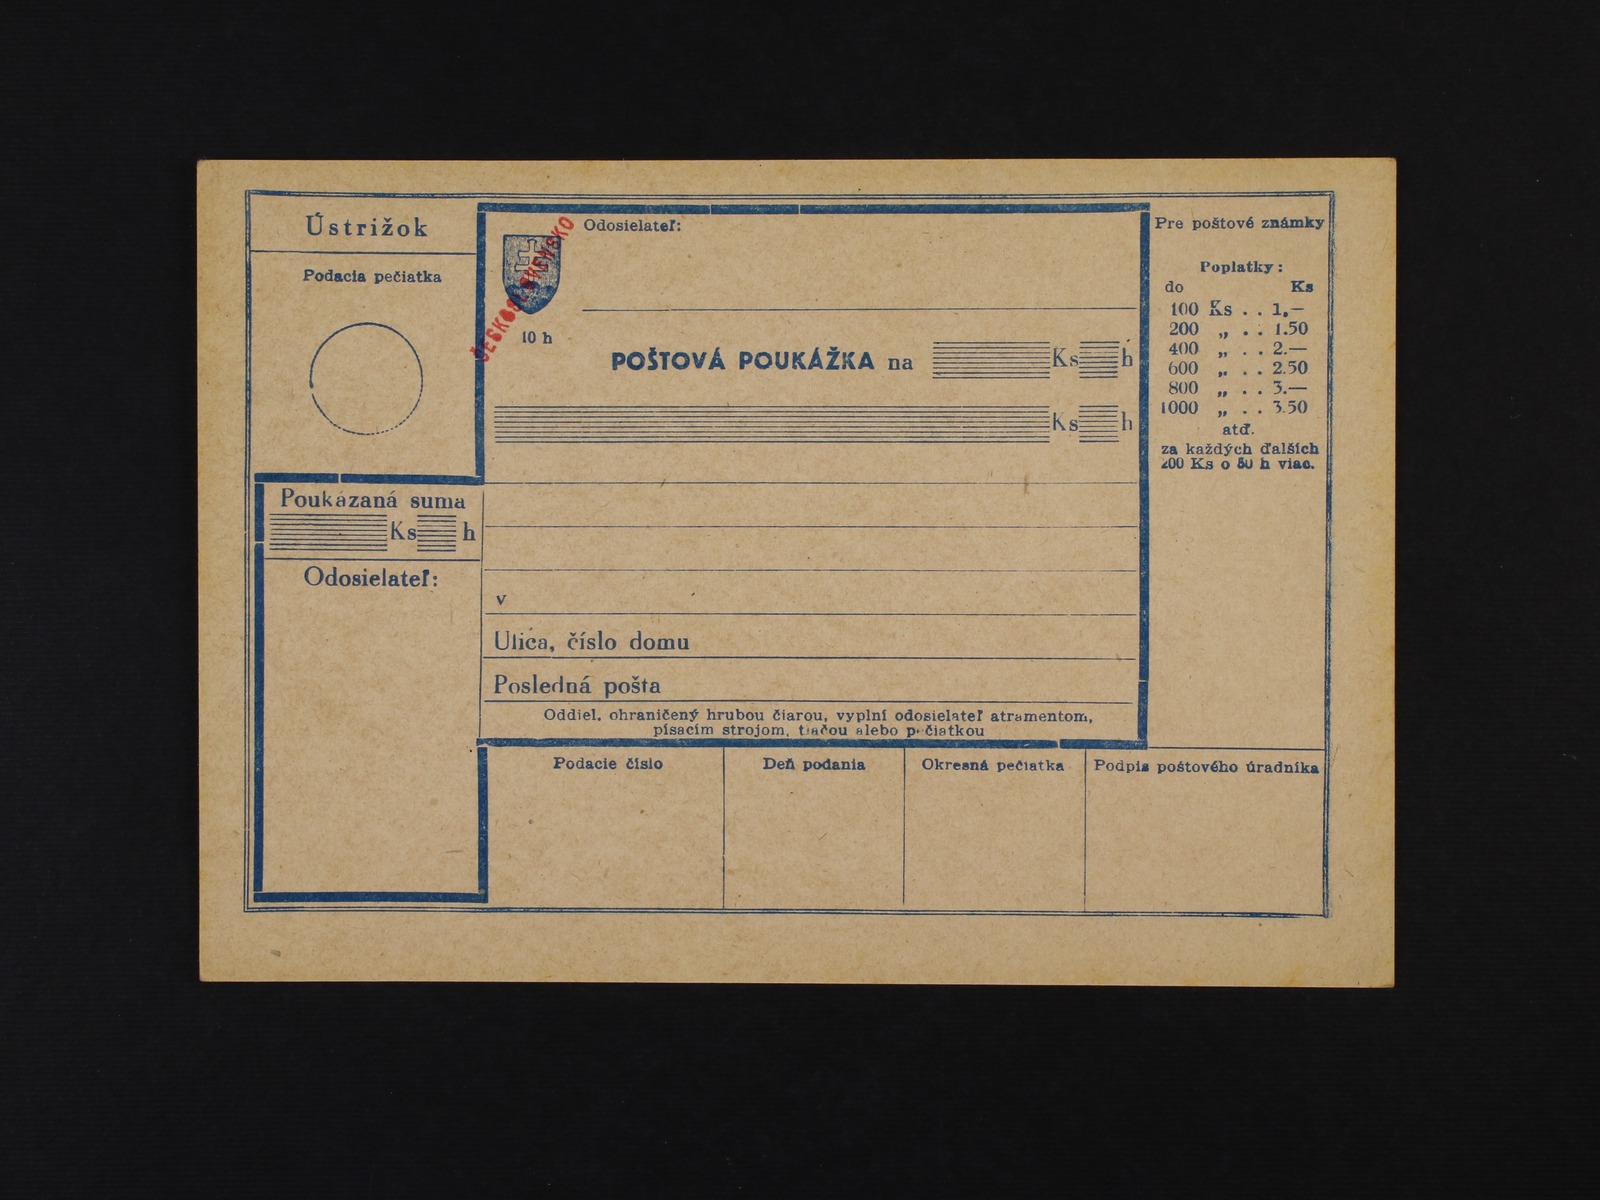 Ústrižok
Podacia pečiatka
Poukázaná suma
Ks h
Odosielateľ:
ČESKOSLOVENSKO
10 h
Odosielateľ:
POŠTOVÁ POUKÁŽKA na Ks h
Ks h
v
Ulica, číslo domu
Posledná pošta
Oddiel, ohraničený hrubou čiarou, vyplní odosielateľ atramentom,
písacím strojom, tlačou alebo pečiatkou
Pre poštové známky
Poplatky:
do Ks
100 Ks . . 1.—
200 „ . . 1.50
400 „ . . 2.—
600 „ . . 2.50
800 „ . . 3.—
1000 „ . . 3.50
atď.
za každých ďalších
200 Ks o 50 h viac.
Podacie číslo
Deň podania
Okresná pečiatka
Podpis poštového úradníka